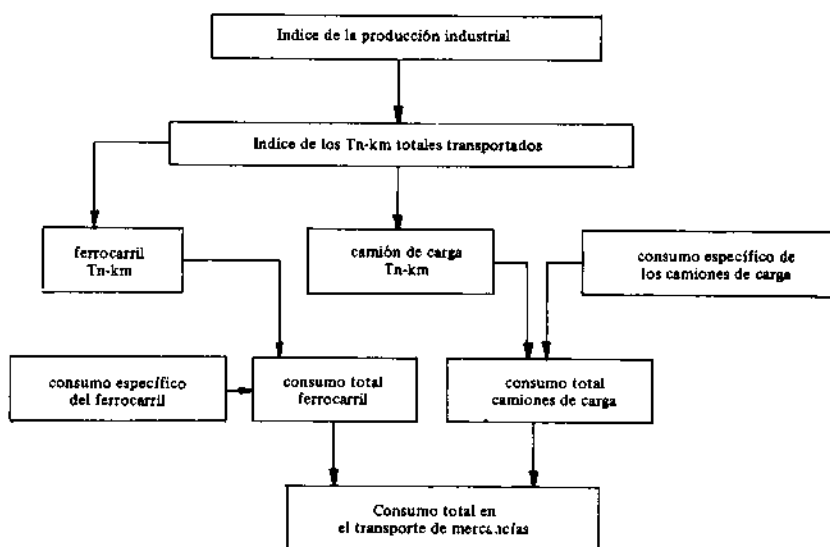 Indice de la producción industrial
Indice de los Tn-km totales transportados
ferrocarril
Tn-km
camión de carga
Tn-km
consumo específico de
los camiones de carga
consumo específico
del ferrocarril
consumo total
ferrocarril
consumo total
camiones de carga
Consumo total en
el transporte de mercancías